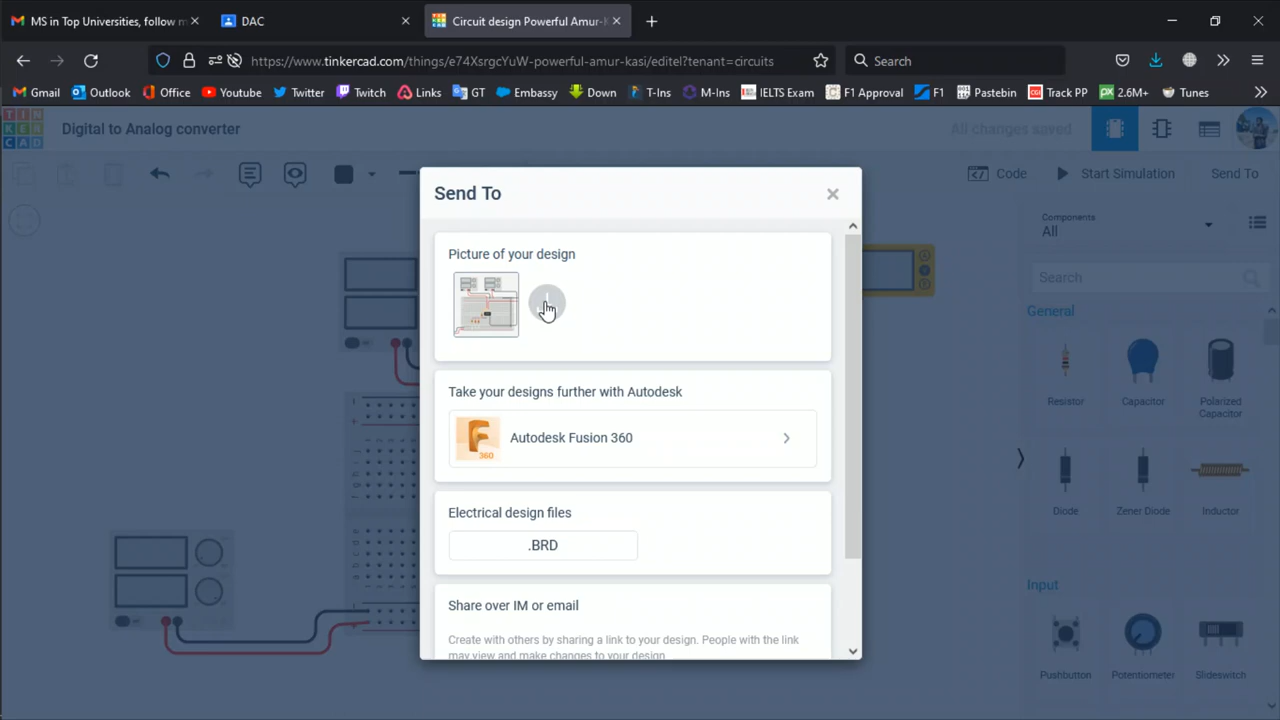 MS in Top Universities, follow m
DAC
Circuit design Powerful Amur-K
https://www.tinkercad.com/things/e74XsrgcYuW-powerful-amur-kasi/editel?tenant=circuits
Search
Gmail
Outlook
Office
Youtube
Twitter
Twitch
Links
GT
Embassy
Down
T-Ins
M-Ins
IELTS Exam
F1 Approval
F1
Pastebin
Track PP
2.6M+
Tunes
TIN
KER
CAD
Digital to Analog converter
All changes saved
Code
Start Simulation
Send To
Send To
Components
All
Search
Picture of your design
General
Resistor
Capacitor
Polarized
Capacitor
Take your designs further with Autodesk
360
Autodesk Fusion 360
Diode
Zener Diode
Inductor
Electrical design files
.BRD
Input
Share over IM or email
Create with others by sharing a link to your design. People with the link
may view and make changes to your design
Pushbutton
Potentiometer
Slideswitch